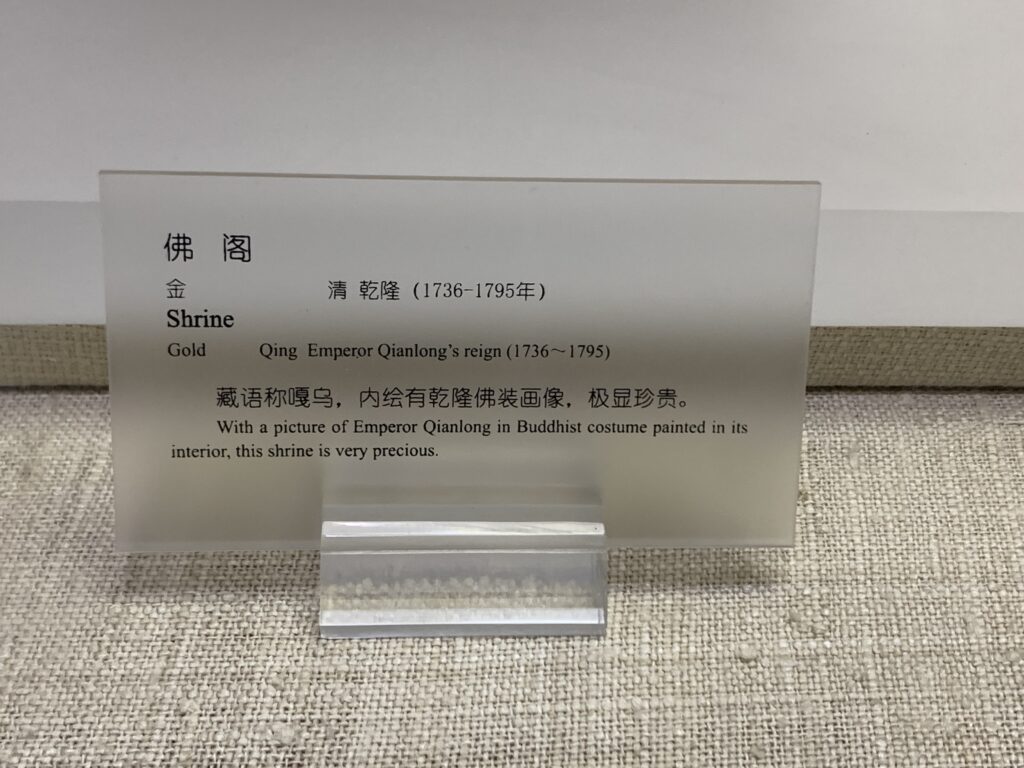 佛 阁
金 清 乾隆 (1736-1795年)
Shrine
Gold Qing Emperor Qianlong's reign (1736～1795)
藏语称嘎乌，内绘有乾隆佛装画像，极显珍贵。
With a picture of Emperor Qianlong in Buddhist costume painted in its
interior, this shrine is very precious.